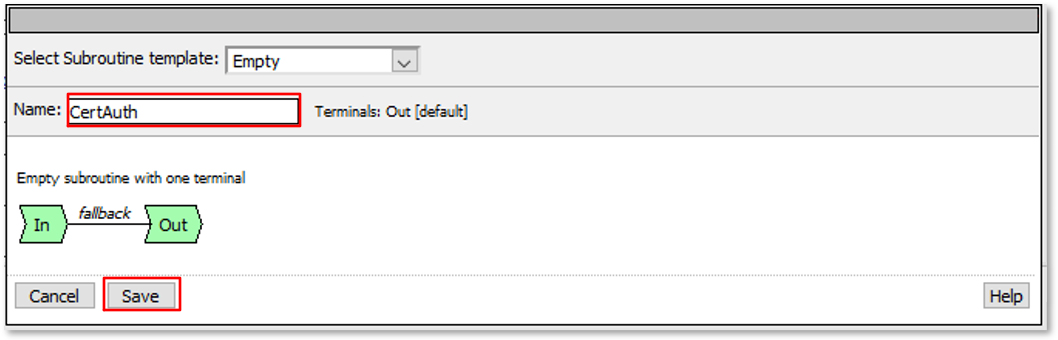 Select Subroutine template: Empty
Name: CertAuth Terminals: Out [default]
Empty subroutine with one terminal
In fallback Out
Cancel Save Help